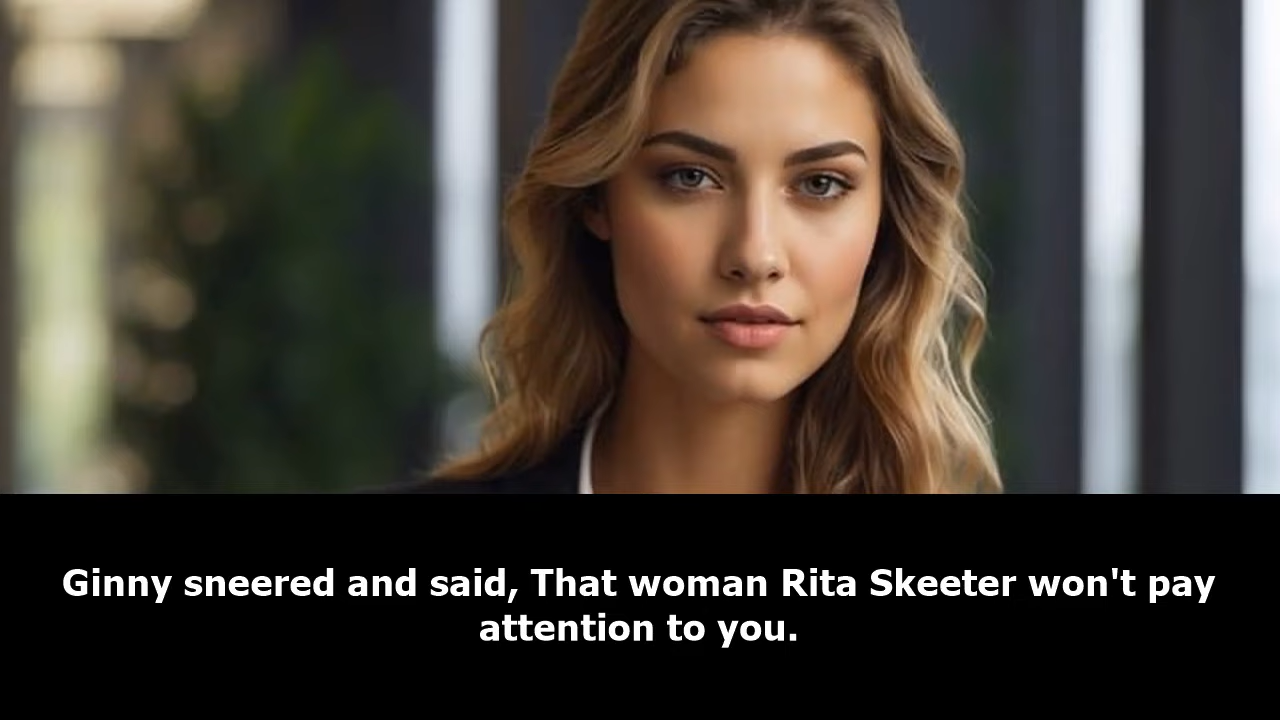 Ginny sneered and said, That woman Rita Skeeter won't pay
attention to you.